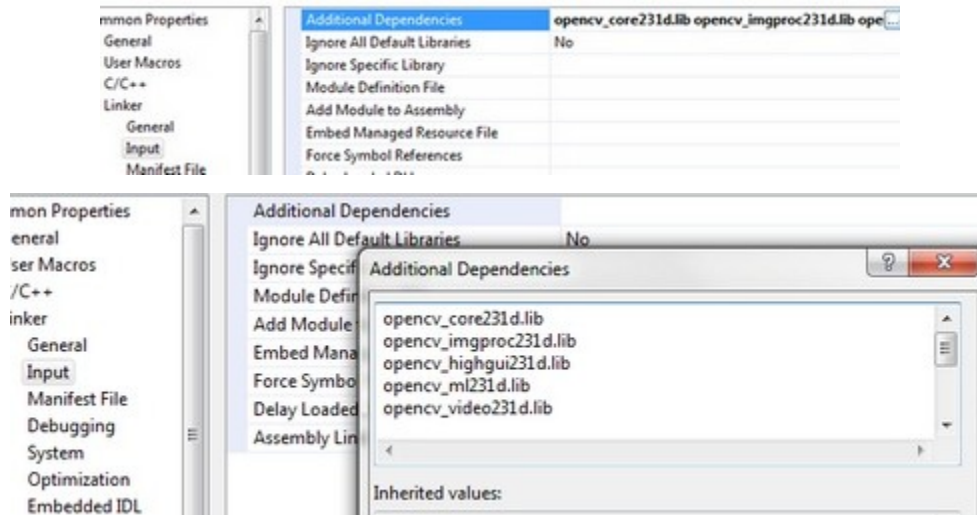 mmon Properties
General
User Macros
C/C++
Linker
General
Input
Manifest File
Additional Dependencies opencv_core231d.lib opencv_imgproc231d.lib ope...
Ignore All Default Libraries No
Ignore Specific Library
Module Definition File
Add Module to Assembly
Embed Managed Resource File
Force Symbol References
mon Properties
eneral
ser Macros
/C++
inker
General
Input
Manifest File
Debugging
System
Optimization
Embedded IDL
Additional Dependencies
Ignore All Default Libraries No
Ignore Specif
Module Defin
Add Module
Embed Mana
Force Symbo
Delay Loaded
Assembly Lin
Additional Dependencies
opencv_core231d.lib
opencv_imgproc231d.lib
opencv_highgui231d.lib
opencv_ml231d.lib
opencv_video231d.lib
Inherited values: